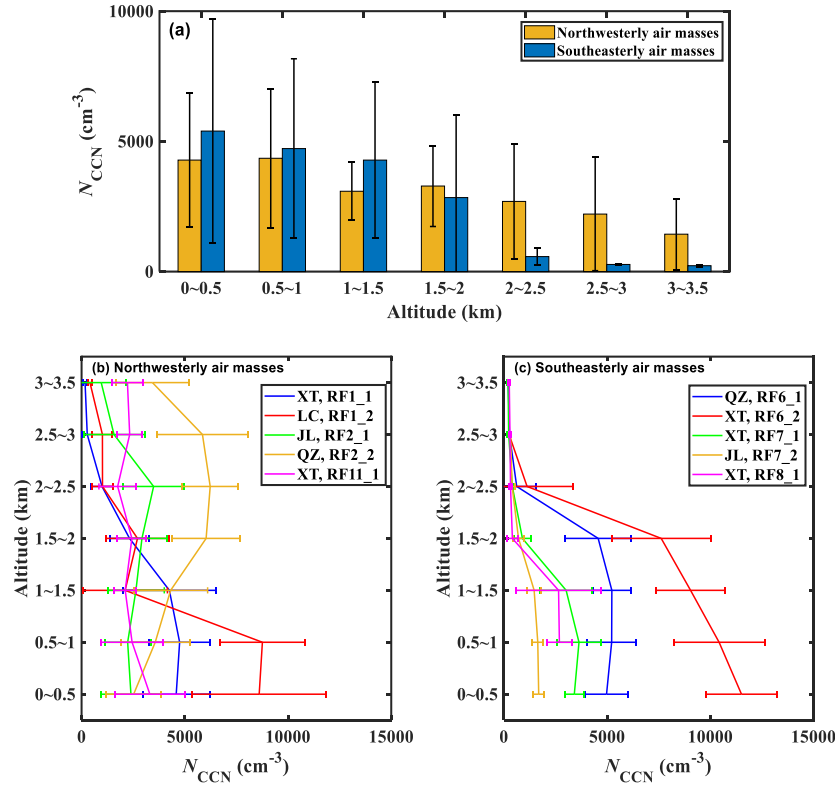 (a)
Northwesterly air masses
Southeasterly air masses
N_CCN (cm⁻³)
10000
5000
0
0~0.5 0.5~1 1~1.5 1.5~2 2~2.5 2.5~3 3~3.5
Altitude (km)
(b) Northwesterly air masses
XT, RF1_1
LC, RF1_2
JL, RF2_1
QZ, RF2_2
XT, RF11_1
Altitude (km)
3~3.5
2.5~3
2~2.5
1.5~2
1~1.5
0.5~1
0~0.5
0 5000 10000 15000
N_CCN (cm⁻³)
(c) Southeasterly air masses
QZ, RF6_1
XT, RF6_2
XT, RF7_1
JL, RF7_2
XT, RF8_1
Altitude (km)
3~3.5
2.5~3
2~2.5
1.5~2
1~1.5
0.5~1
0~0.5
0 5000 10000 15000
N_CCN (cm⁻³)